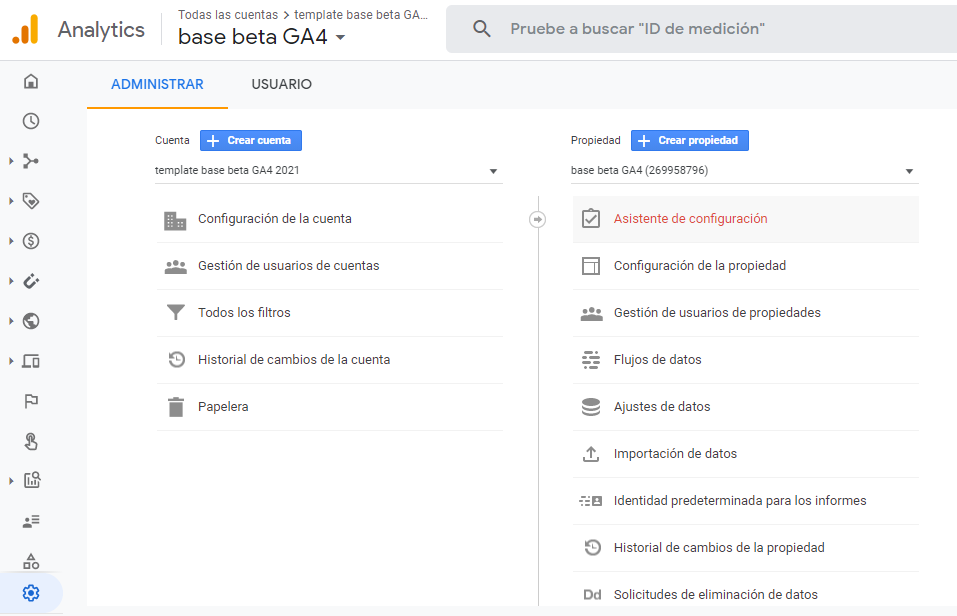 Analytics
Todas las cuentas > template base beta GA...
base beta GA4
Pruebe a buscar "ID de medición"
ADMINISTRAR
USUARIO
Cuenta
Crear cuenta
template base beta GA4 2021
Configuración de la cuenta
Gestión de usuarios de cuentas
Todos los filtros
Historial de cambios de la cuenta
Papelera
Propiedad
Crear propiedad
base beta GA4 (269958796)
Asistente de configuración
Configuración de la propiedad
Gestión de usuarios de propiedades
Flujos de datos
Ajustes de datos
Importación de datos
Identidad predeterminada para los informes
Historial de cambios de la propiedad
Dd Solicitudes de eliminación de datos